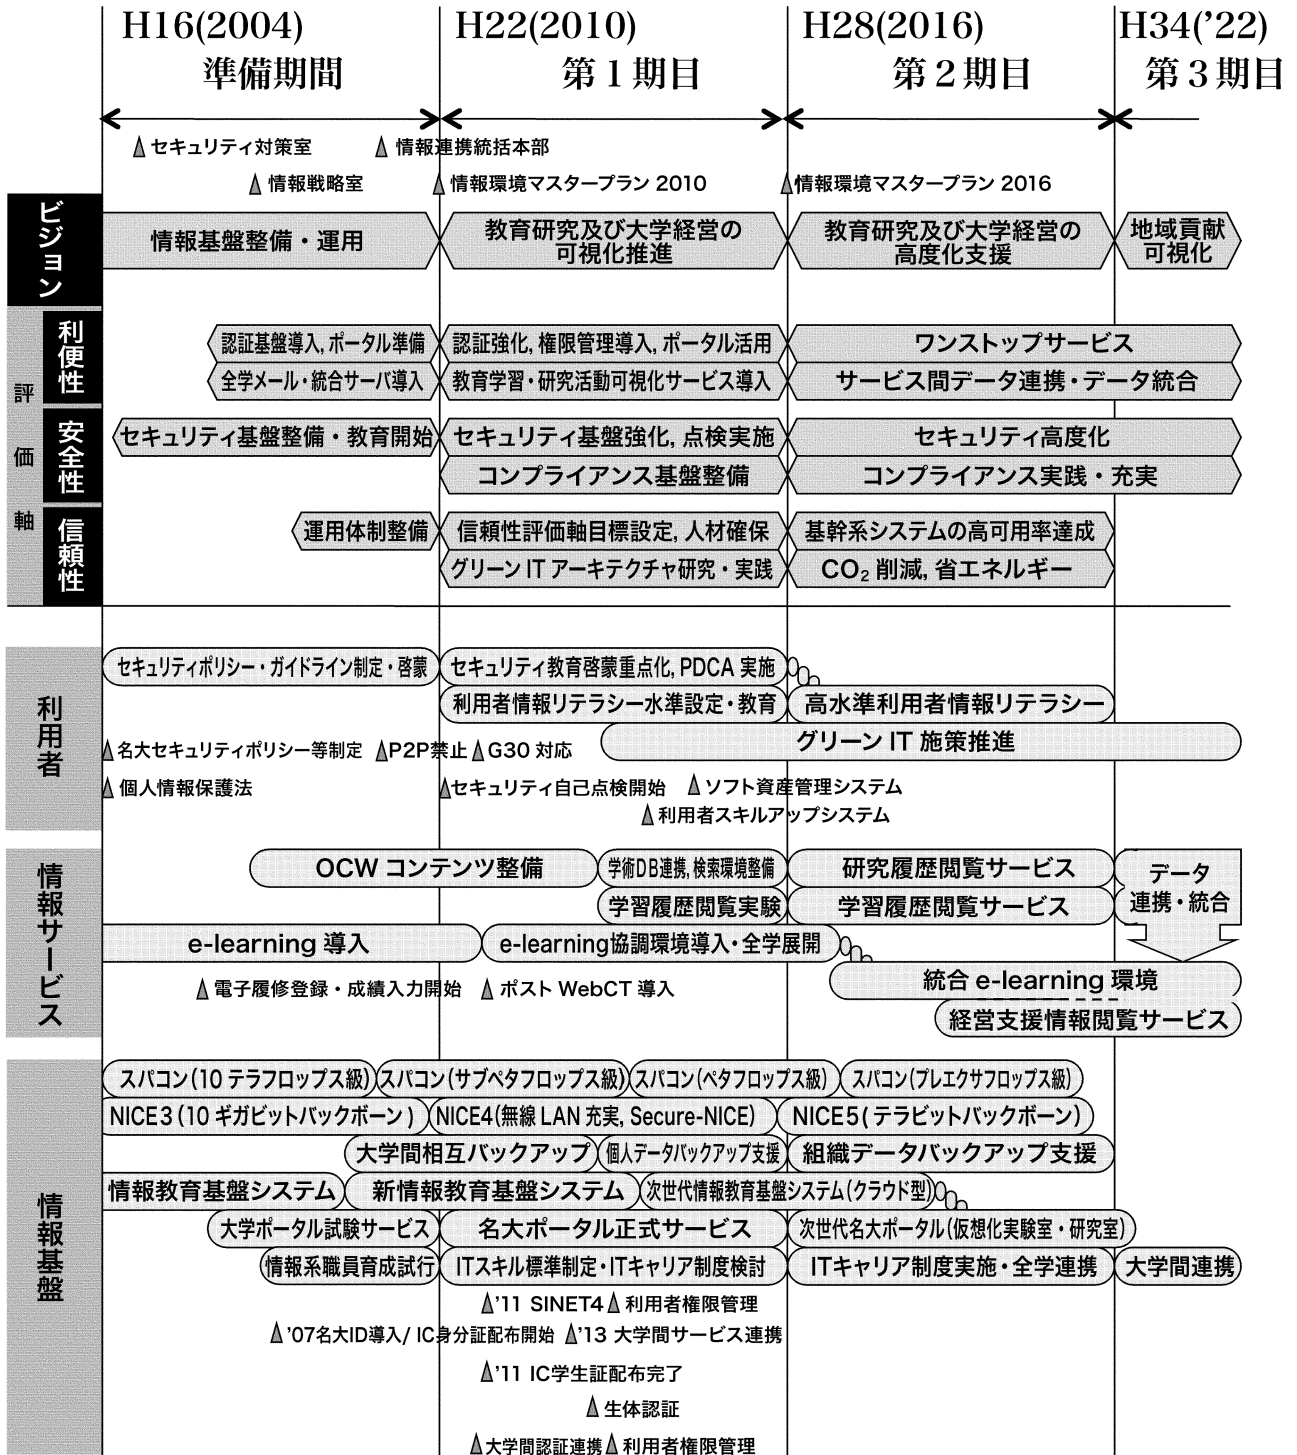 H16(2004)
H22(2010)
H28(2016)
H34(’22)
準備期間
第１期目
第２期目
第３期目
セキュリティ対策室
情報連携統括本部
情報戦略室
情報環境マスタープラン 2010
情報環境マスタープラン 2016
ビジョン
情報基盤整備・運用
教育研究及び大学経営の
可視化推進
教育研究及び大学経営の
高度化支援
地域貢献
可視化
評価軸
利便性
認証基盤導入, ポータル準備
認証強化, 権限管理導入, ポータル活用
ワンストップサービス
全学メール・統合サーバ導入
教育学習・研究活動可視化サービス導入
サービス間データ連携・データ統合
安全性
セキュリティ基盤整備・教育開始
セキュリティ基盤強化, 点検実施
セキュリティ高度化
コンプライアンス基盤整備
コンプライアンス実践・充実
信頼性
運用体制整備
信頼性評価軸目標設定, 人材確保
基幹系システムの高可用率達成
グリーン IT アーキテクチャ研究・実践
CO₂ 削減, 省エネルギー
利用者
セキュリティポリシー・ガイドライン制定・啓蒙
セキュリティ教育啓蒙重点化, PDCA 実施
利用者情報リテラシー水準設定・教育
高水準利用者情報リテラシー
グリーン IT 施策推進
名大セキュリティポリシー等制定
P2P禁止
G30 対応
個人情報保護法
セキュリティ自己点検開始
ソフト資産管理システム
利用者スキルアップシステム
情報サービス
OCW コンテンツ整備
学術DB連携, 検索環境整備
研究履歴閲覧サービス
データ
連携・統合
学習履歴閲覧実験
学習履歴閲覧サービス
e-learning 導入
e-learning協調環境導入・全学展開
統合 e-learning 環境
電子履修登録・成績入力開始
ポスト WebCT 導入
経営支援情報閲覧サービス
情報基盤
スパコン(10 テラフロップス級)
スパコン(サブペタフロップス級)
スパコン(ペタフロップス級)
スパコン(プレエクサフロップス級)
NICE3 (10 ギガビットバックボーン )
NICE4(無線 LAN 充実, Secure-NICE)
NICE5( テラビットバックボーン)
大学間相互バックアップ
個人データバックアップ支援
組織データバックアップ支援
情報教育基盤システム
新情報教育基盤システム
次世代情報教育基盤システム(クラウド型)
大学ポータル試験サービス
名大ポータル正式サービス
次世代名大ポータル(仮想化実験室・研究室)
情報系職員育成試行
ITスキル標準制定・ITキャリア制度検討
ITキャリア制度実施・全学連携
大学間連携
’11 SINET4
利用者権限管理
’07名大ID導入/ IC身分証配布開始
’13 大学間サービス連携
’11 IC学生証配布完了
生体認証
大学間認証連携
利用者権限管理